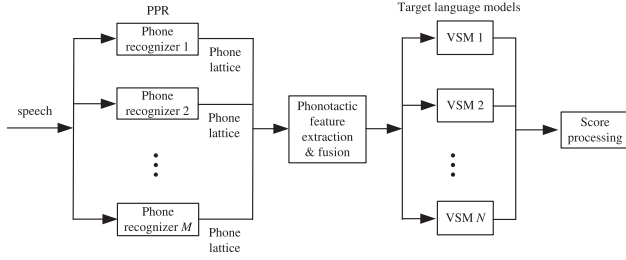 PPR
Target language models
speech
Phone
recognizer 1
Phone
lattice
Phone
recognizer 2
Phone
lattice
Phone
recognizer M
Phone
lattice
Phonotactic
feature
extraction
& fusion
VSM 1
VSM 2
VSM N
Score
processing